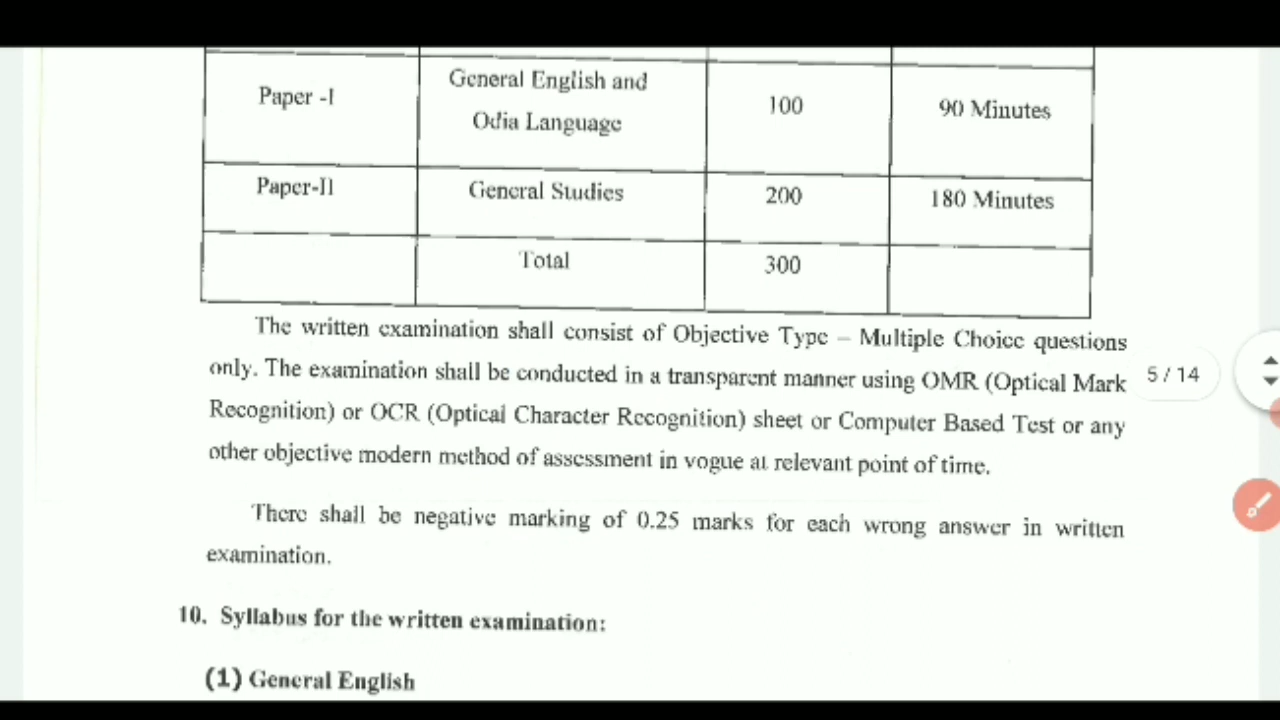 General English and
Paper -I 100 90 Minutes
Odia Language
Paper-II General Studies 200 180 Minutes
Total 300
The written examination shall consist of Objective Type – Multiple Choice questions
only. The examination shall be conducted in a transparent manner using OMR (Optical Mark
Recognition) or OCR (Optical Character Recognition) sheet or Computer Based Test or any
other objective modern method of assessment in vogue at relevant point of time.
5 / 14
There shall be negative marking of 0.25 marks for each wrong answer in written
examination.
10. Syllabus for the written examination:
(1) General English